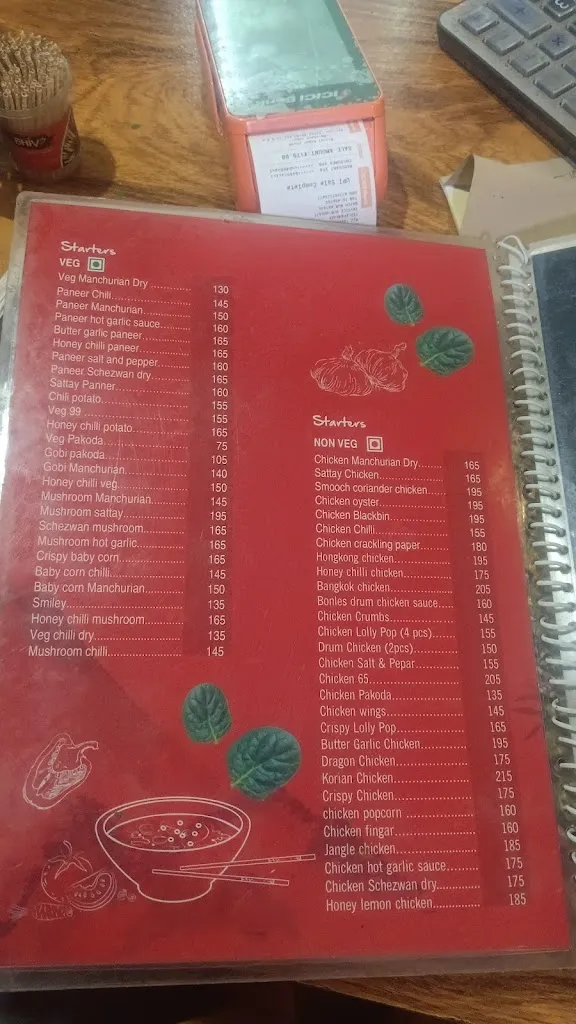 ICICI Bank
UPI Sale Complete
Starters
VEG
Veg Manchurian Dry ................ 130
Paneer Chili............................ 145
Paneer Manchurian.................. 150
Paneer hot garlic sauce............ 160
Butter garlic paneer.................. 165
Honey chilli paneer................... 165
Paneer salt and pepper............ 160
Paneer Schezwan dry.............. 165
Sattay Panner......................... 160
Chili potato............................. 155
Veg 99 .................................. 155
Honey chilli potato................... 165
Veg Pakoda............................ 75
Gobi pakoda........................... 105
Gobi Manchurian..................... 140
Honey chilli veg....................... 150
Mushroom Manchurian............. 145
Mushroom sattay..................... 195
Schezwan mushroom.............. 165
Mushroom hot garlic................ 165
Crispy baby corn..................... 165
Baby corn chilli....................... 145
Baby corn Manchurian............. 150
Smiley................................... 135
Honey chilli mushroom............. 165
Veg chilli dry........................... 135
Mushroom chilli....................... 145
Starters
NON VEG
Chicken Manchurian Dry....... 165
Sattay Chicken..................... 165
Smooch coriander chicken..... 195
Chicken oyster...................... 195
Chicken Blackbin................... 195
Chicken Chilli........................ 155
Chicken crackling paper......... 180
Hongkong chicken................. 195
Honey chilli chicken............... 175
Bangkok chicken................... 205
Bonles drum chicken sauce.... 160
Chicken Crumbs.................... 145
Chicken Lolly Pop (4 pcs)....... 155
Drum Chicken (2pcs)............. 150
Chicken Salt & Pepar............. 155
Chicken 65........................... 205
Chicken Pakoda.................... 135
Chicken wings....................... 145
Crispy Lolly Pop.................... 165
Butter Garlic Chicken............. 195
Dragon Chicken..................... 175
Korian Chicken...................... 215
Crispy Chicken...................... 175
chicken popcorn ................... 160
Chicken fingar....................... 160
Jangle chicken...................... 185
Chicken hot garlic sauce........ 175
Chicken Schezwan dry........... 175
Honey lemon chicken............. 185